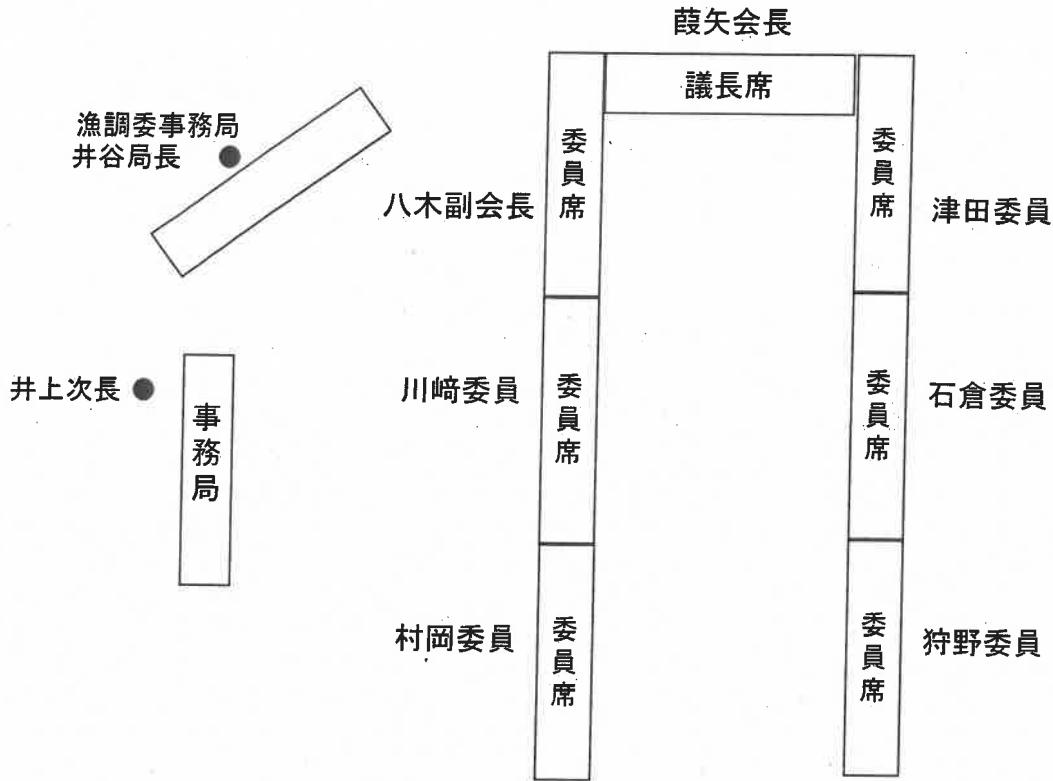 葭矢会長
議長席
漁調委事務局
井谷局長
委員席
委員席
八木副会長
津田委員
井上次長
事務局
川﨑委員
委員席
委員席
石倉委員
村岡委員
委員席
委員席
狩野委員